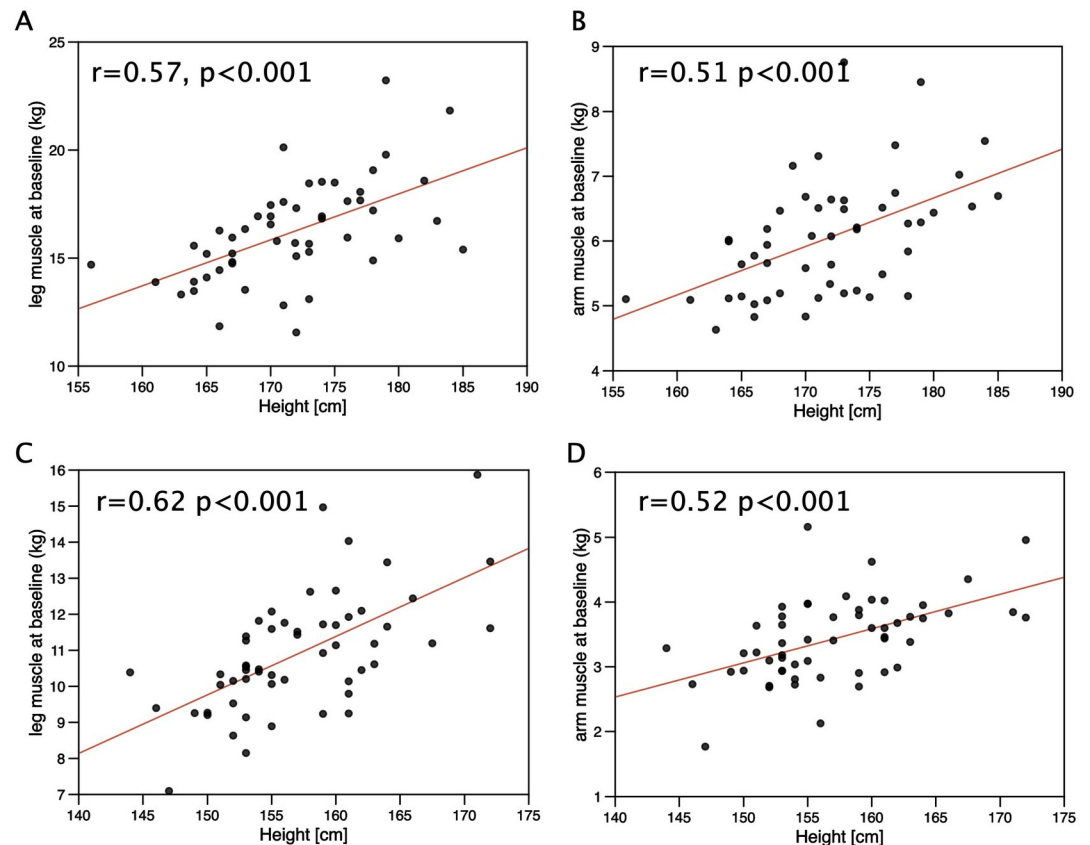 A
r=0.57, p<0.001
leg muscle at baseline (kg)
25
20
15
10
155 160 165 170 175 180 185 190
Height [cm]
B
r=0.51 p<0.001
arm muscle at baseline (kg)
9
8
7
6
5
4
155 160 165 170 175 180 185 190
Height [cm]
C
r=0.62 p<0.001
leg muscle at baseline (kg)
16
15
14
13
12
11
10
9
8
7
140 145 150 155 160 165 170 175
Height [cm]
D
r=0.52 p<0.001
arm muscle at baseline (kg)
6
5
4
3
2
1
140 145 150 155 160 165 170 175
Height [cm]